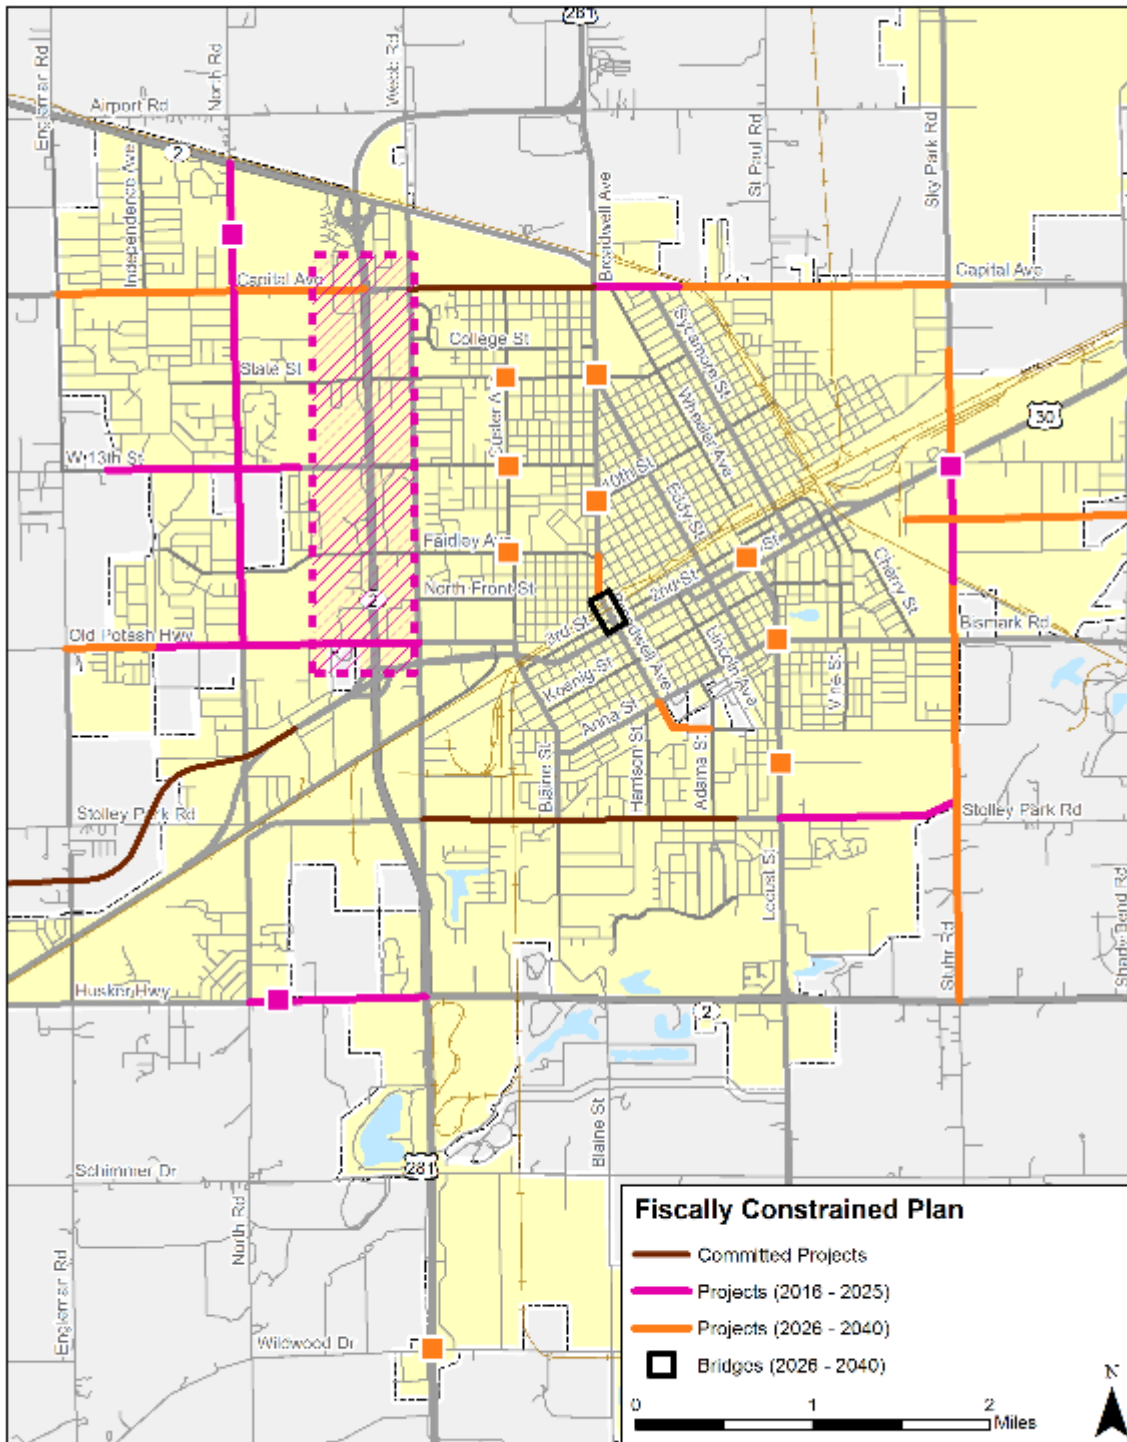 281
Engleman Rd
North Rd
Webb Rd
Airport Rd
2
Independence Ave
Broadwell Ave
St Paul Rd
Sky Park Rd
Capital Ave
Capital Ave
College St
Sycamore St
State St
Custer A
Wheeler Ave
30
W 13th St
10th St
Eddy St
Faidley Av
St
North Front St
2nd St
Cherry St
2
Old Potash Hwy
3rd St
Bismark Rd
Lincoln Ave
Koenig St
Vine St
Anna St
Blaine St
Harrison St
Adams St
Stolley Park Rd
Stolley Park Rd
Locust St
Stuhr Rd
Shady Bend Rd
Husker Hwy
2
Blaine St
Schimmer Dr
281
North Rd
Engleman Rd
Wildwood Dr
Fiscally Constrained Plan
Committed Projects
Projects (2016 - 2025)
Projects (2026 - 2040)
Bridges (2026 - 2040)
N
0 1 2
Miles